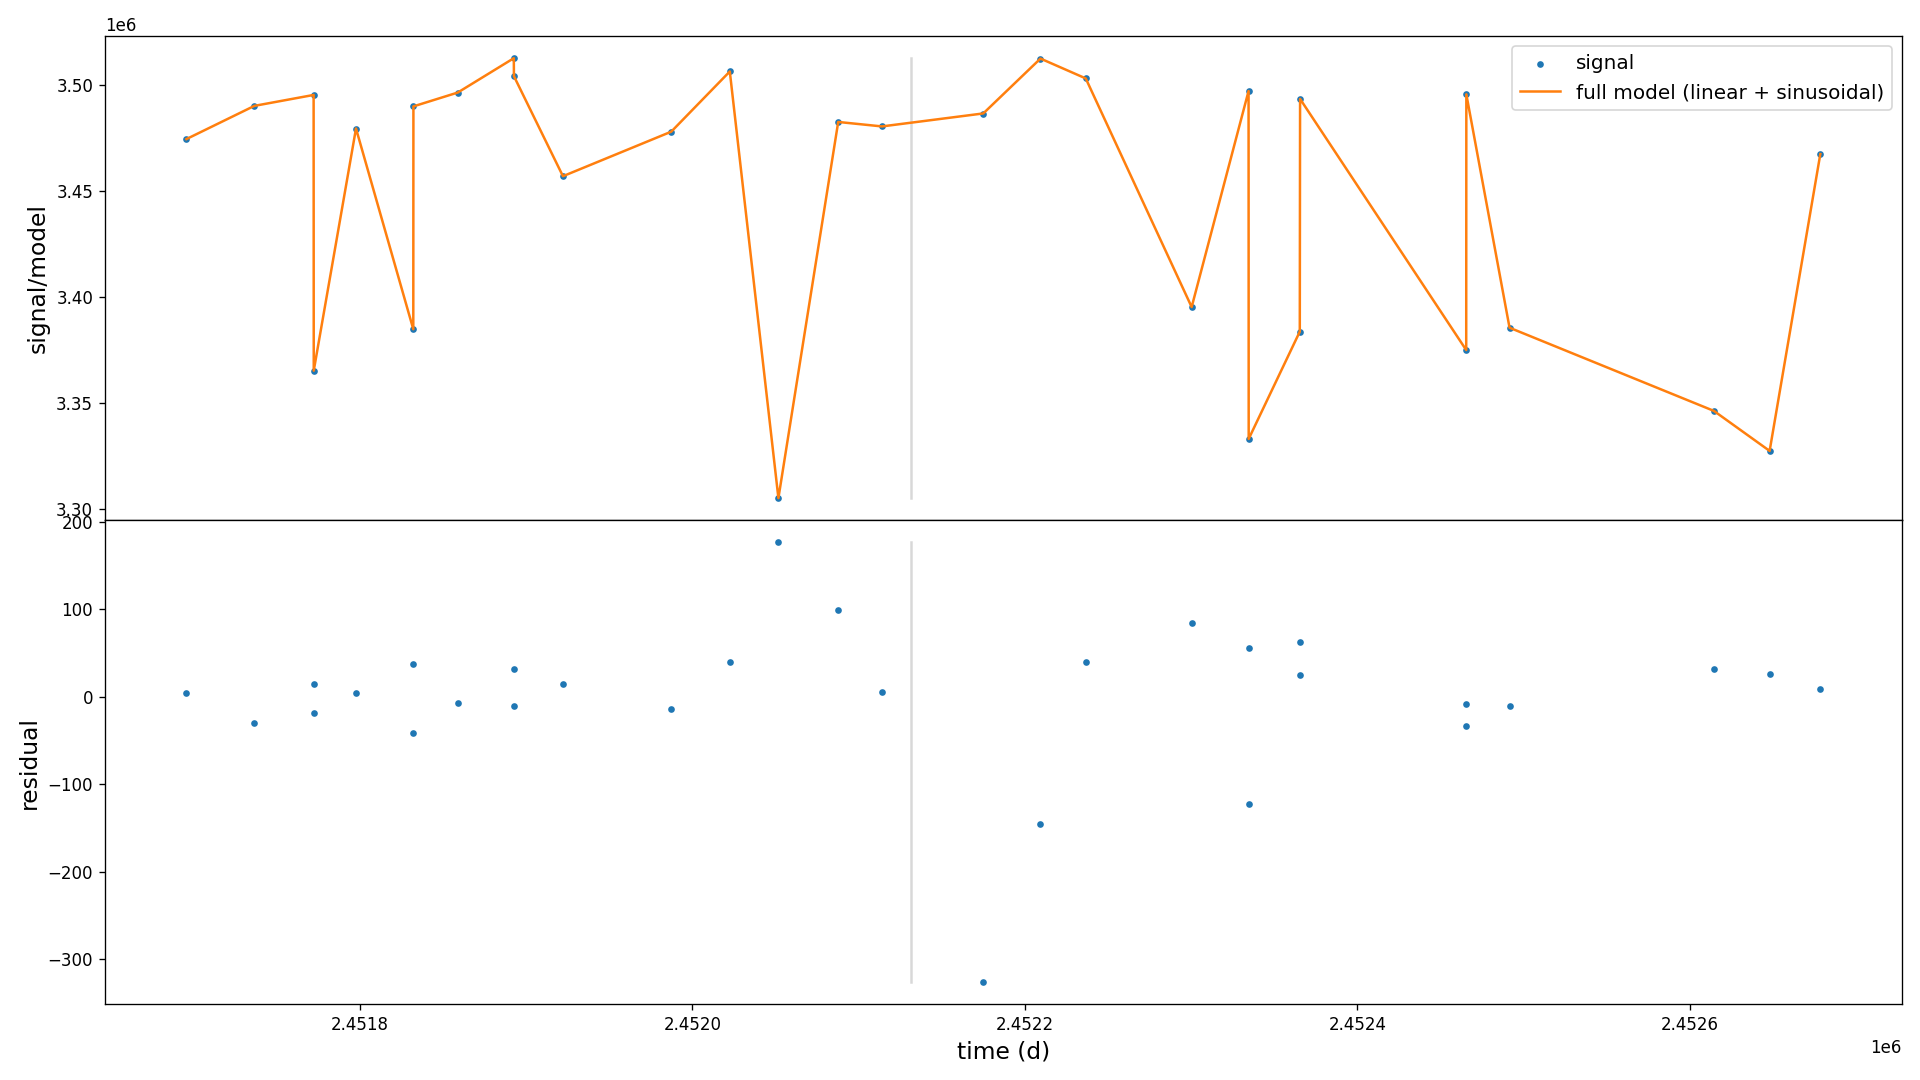 1e6
signal
full model (linear + sinusoidal)
3.50
3.45
3.40
3.35
3.30
signal/model
200
100
0
−100
−200
−300
residual
2.4518 2.4520 2.4522 2.4524 2.4526
1e6
time (d)